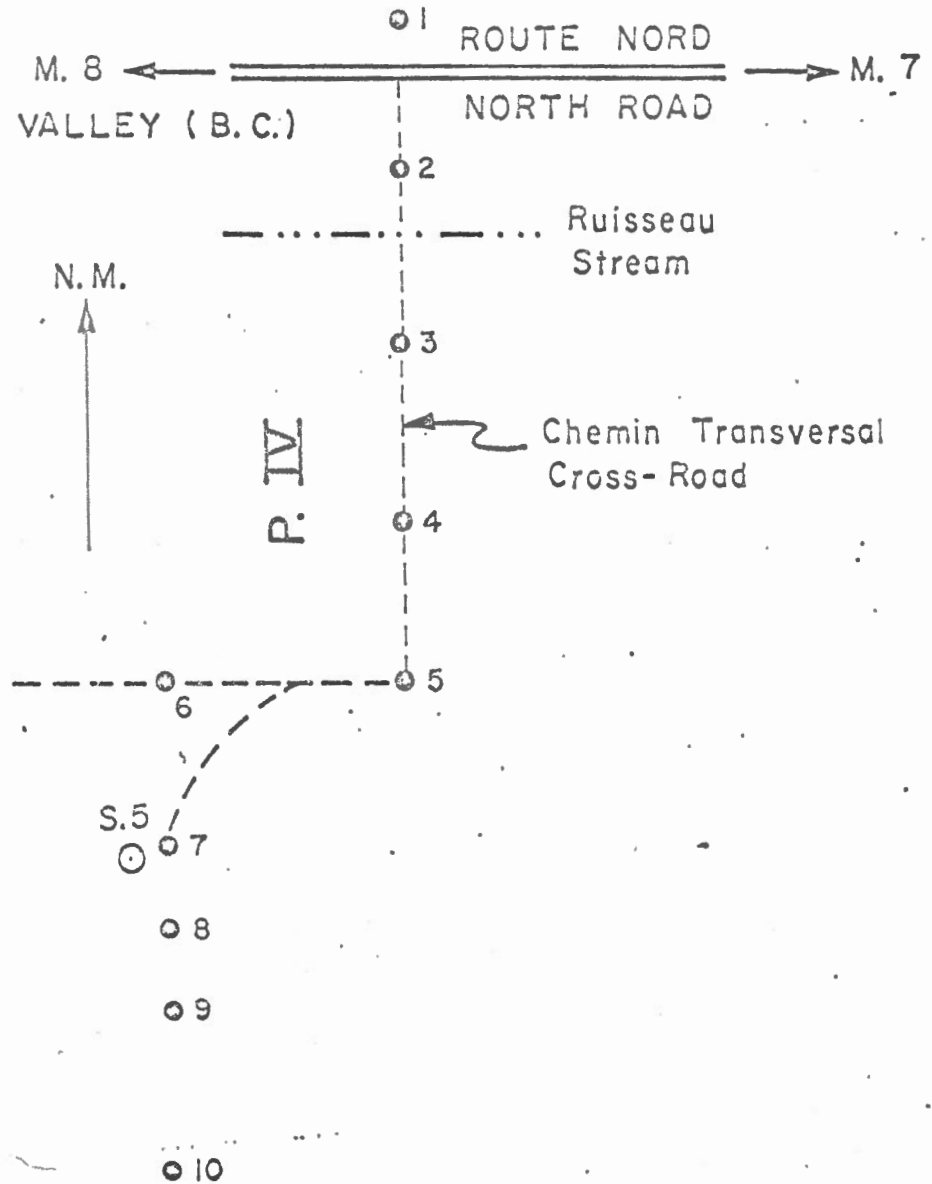 1
ROUTE NORD
M. 8
M. 7
NORTH ROAD
VALLEY (B.C.)
2
Ruisseau
Stream
N.M.
3
P. IV
Chemin Transversal
Cross-Road
4
5
6
S.5
7
8
9
10